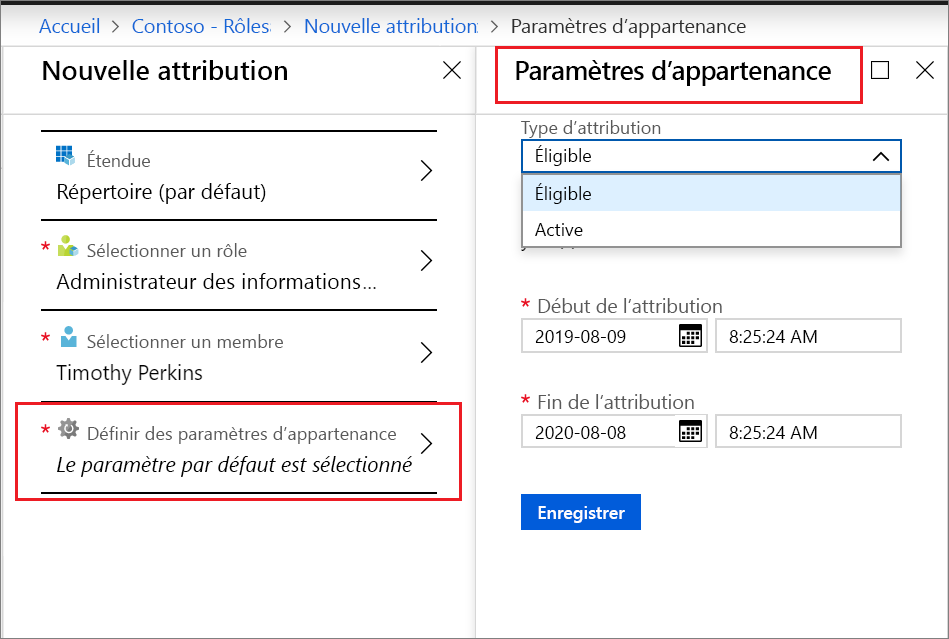 Accueil > Contoso - Rôles > Nouvelle attribution > Paramètres d’appartenance
Nouvelle attribution
Étendue
Répertoire (par défaut)
* Sélectionner un rôle
Administrateur des informations...
* Sélectionner un membre
Timothy Perkins
* Définir des paramètres d’appartenance
Le paramètre par défaut est sélectionné
Paramètres d’appartenance
Type d’attribution
Éligible
Éligible
Active
* Début de l’attribution
2019-08-09 8:25:24 AM
* Fin de l’attribution
2020-08-08 8:25:24 AM
Enregistrer